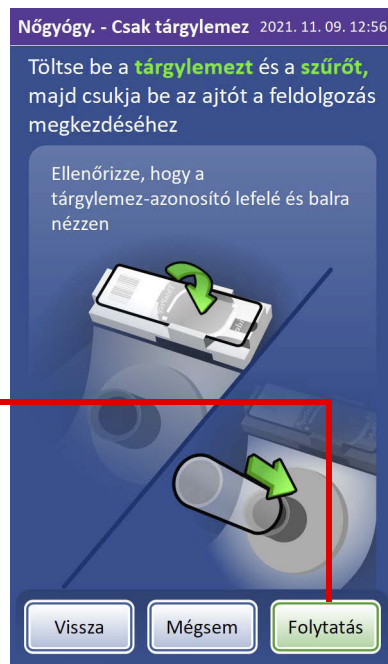 Nőgyógy. - Csak tárgylemez 2021. 11. 09. 12:56
Töltse be a tárgylemezt és a szűrőt,
majd csukja be az ajtót a feldolgozás
megkezdéséhez
Ellenőrizze, hogy a
tárgylemez-azonosító lefelé és balra
nézzen
Vissza
Mégsem
Folytatás